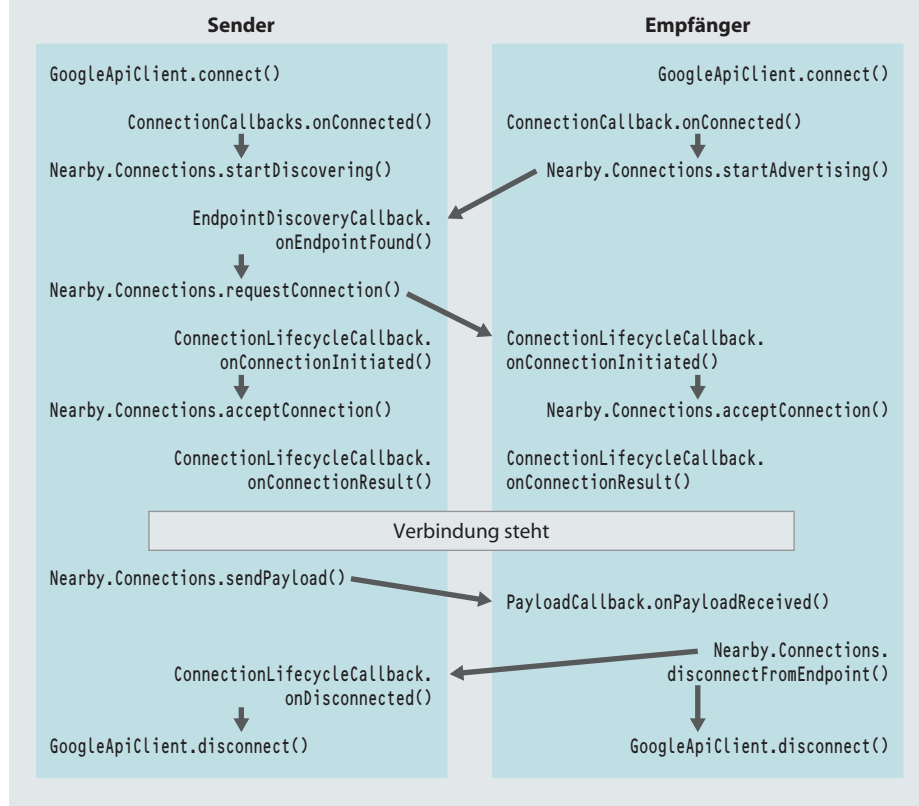 Sender
Empfänger
GoogleApiClient.connect()
GoogleApiClient.connect()
ConnectionCallbacks.onConnected()
ConnectionCallback.onConnected()
Nearby.Connections.startDiscovering()
Nearby.Connections.startAdvertising()
EndpointDiscoveryCallback.
onEndpointFound()
Nearby.Connections.requestConnection()
ConnectionLifecycleCallback.
onConnectionInitiated()
ConnectionLifecycleCallback.
onConnectionInitiated()
Nearby.Connections.acceptConnection()
Nearby.Connections.acceptConnection()
ConnectionLifecycleCallback.
onConnectionResult()
ConnectionLifecycleCallback.
onConnectionResult()
Verbindung steht
Nearby.Connections.sendPayload()
PayloadCallback.onPayloadReceived()
Nearby.Connections.
disconnectFromEndpoint()
ConnectionLifecycleCallback.
onDisconnected()
GoogleApiClient.disconnect()
GoogleApiClient.disconnect()